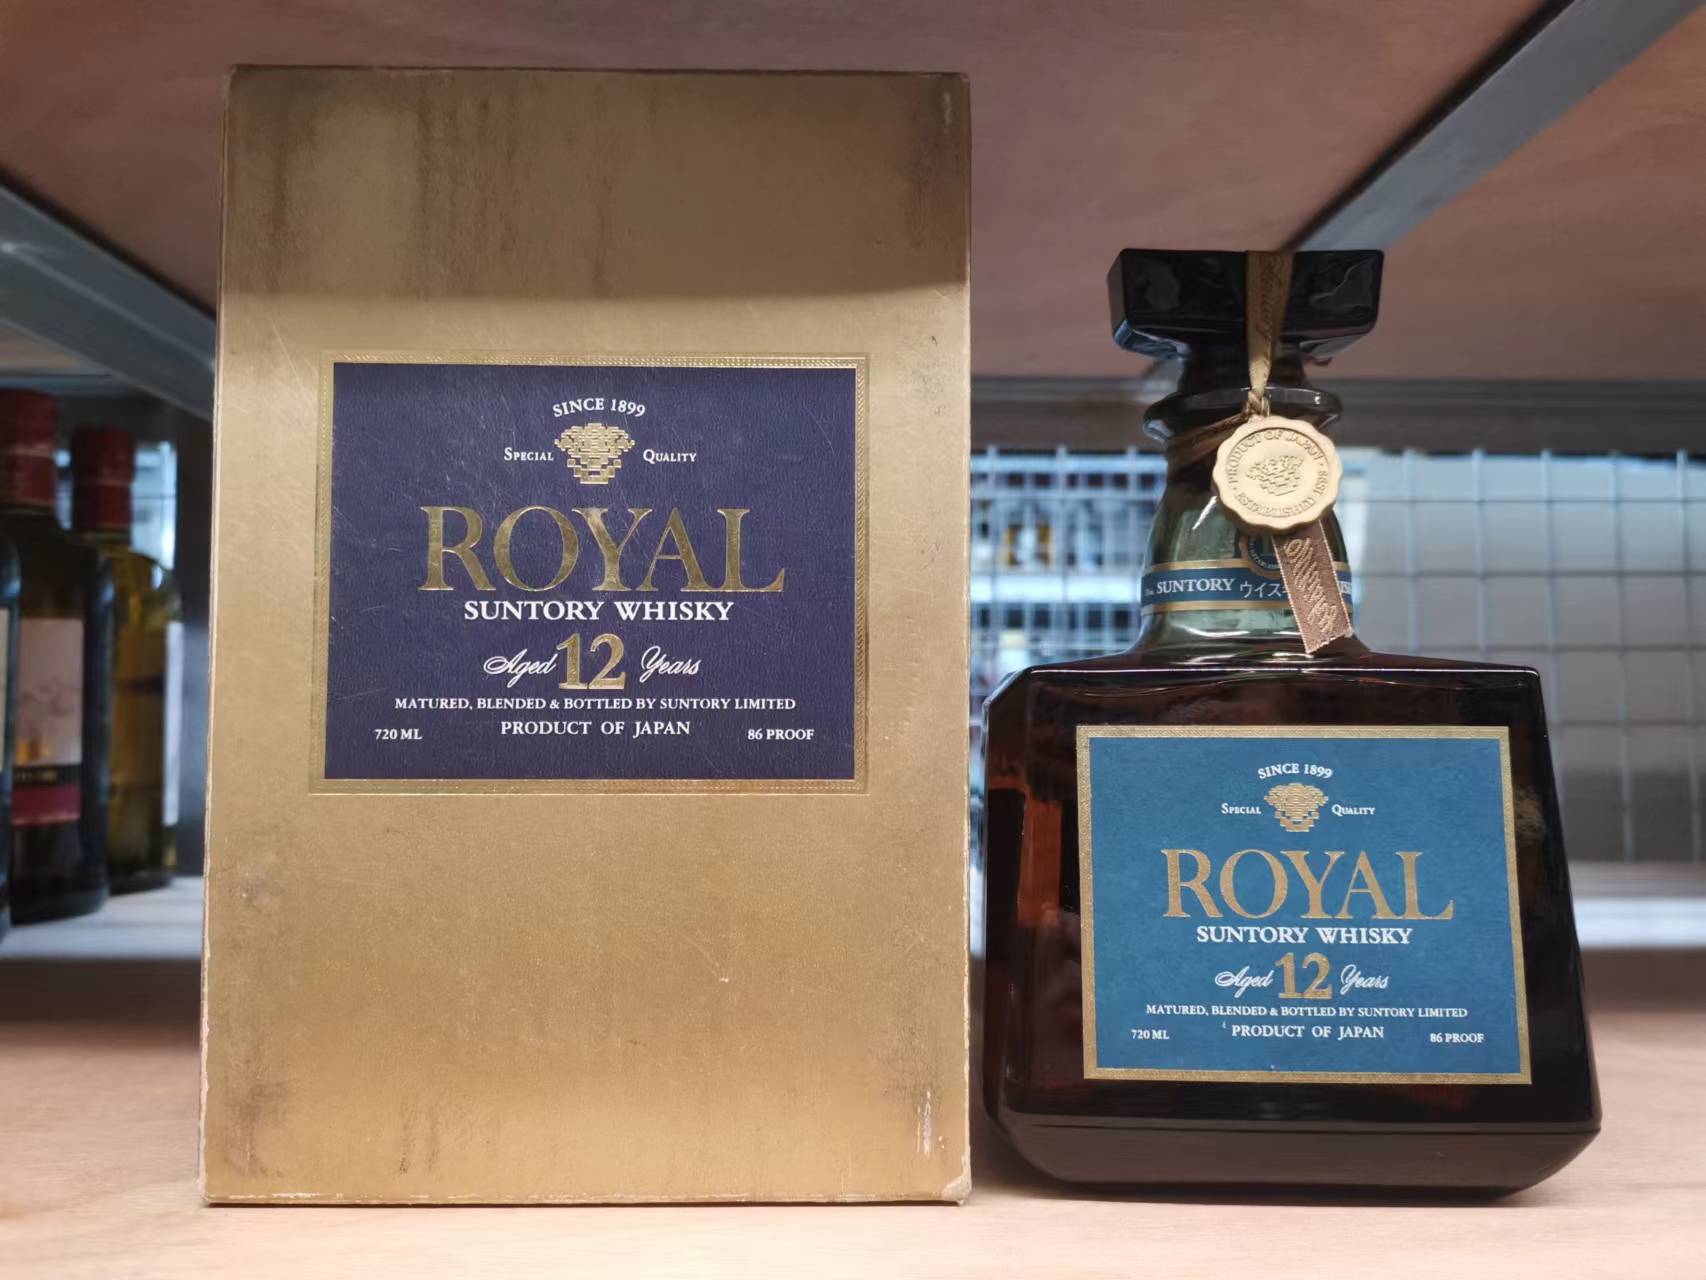 SINCE 1899
SPECIAL QUALITY
ROYAL
SUNTORY WHISKY
Aged 12 Years
MATURED, BLENDED & BOTTLED BY SUNTORY LIMITED
PRODUCT OF JAPAN
720 ML
86 PROOF
PRODUCT OF JAPAN
ESTABLISHED 1899
SUNTORY ウイス
SINCE 1899
SPECIAL QUALITY
ROYAL
SUNTORY WHISKY
Aged 12 Years
MATURED, BLENDED & BOTTLED BY SUNTORY LIMITED
PRODUCT OF JAPAN
720 ML
86 PROOF